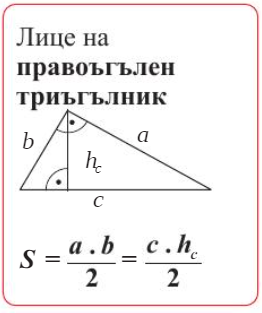 Лице на
правоъгълен
триъгълник
b a
h_c
c
S = a . b / 2 = c . h_c / 2